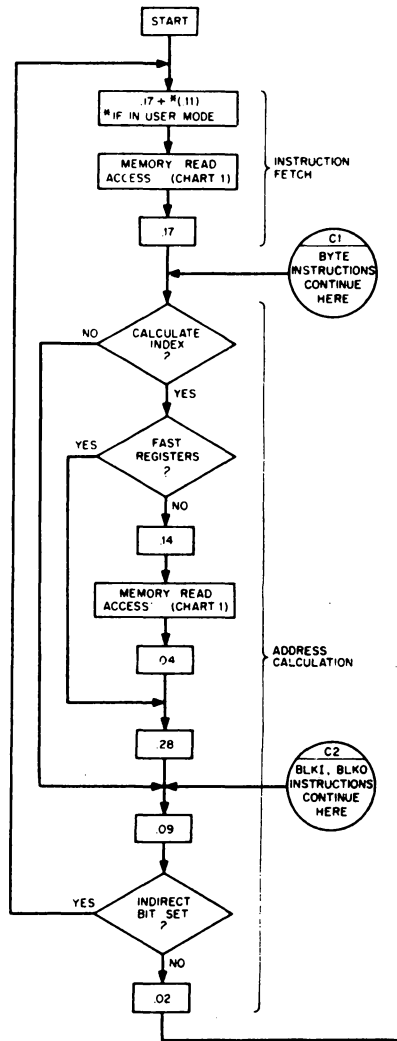 START
.17 + *(.11)
*IF IN USER MODE
MEMORY READ
ACCESS (CHART 1)
INSTRUCTION
FETCH
.17
C1
BYTE
INSTRUCTIONS
CONTINUE
HERE
NO
CALCULATE
INDEX
?
YES
YES
FAST
REGISTERS
?
NO
.14
MEMORY READ
ACCESS (CHART 1)
.04
ADDRESS
CALCULATION
.28
C2
BLKI, BLKO
INSTRUCTIONS
CONTINUE
HERE
.09
YES
INDIRECT
BIT SET
?
NO
.02